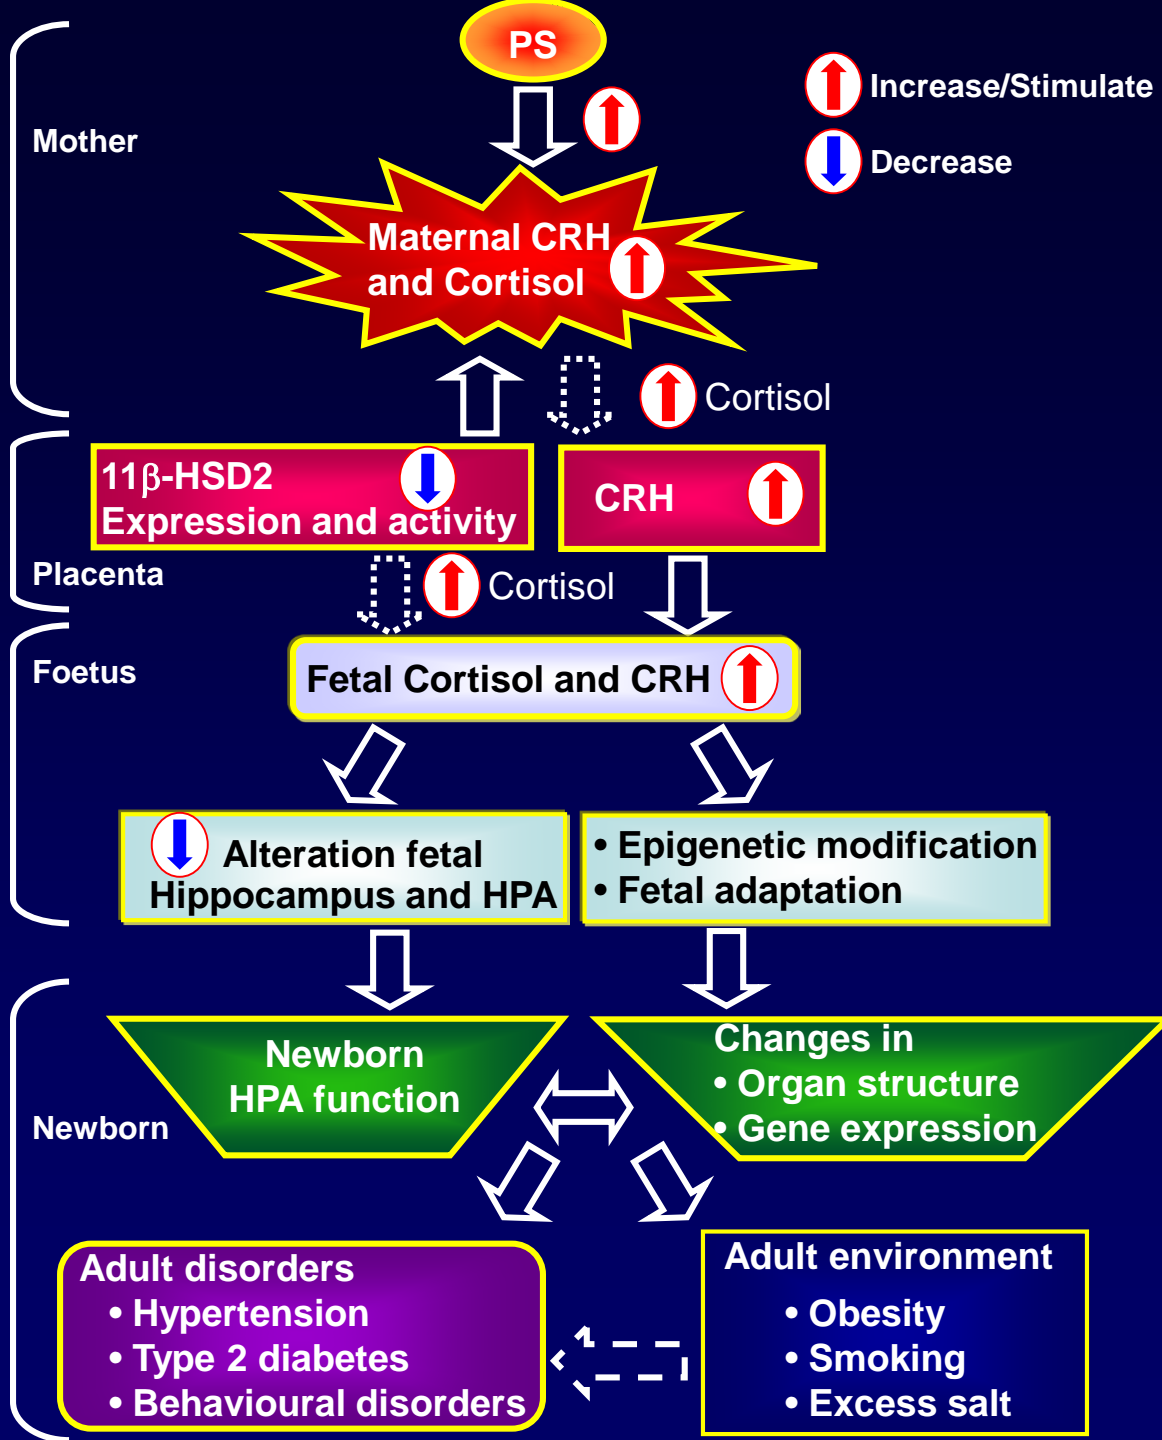 PS
Increase/Stimulate
Decrease
Mother
Maternal CRH
and Cortisol
Cortisol
11β-HSD2
Expression and activity
CRH
Placenta
Cortisol
Foetus
Fetal Cortisol and CRH
Alteration fetal
Hippocampus and HPA
• Epigenetic modification
• Fetal adaptation
Newborn
HPA function
Changes in
• Organ structure
• Gene expression
Newborn
Adult disorders
• Hypertension
• Type 2 diabetes
• Behavioural disorders
Adult environment
• Obesity
• Smoking
• Excess salt